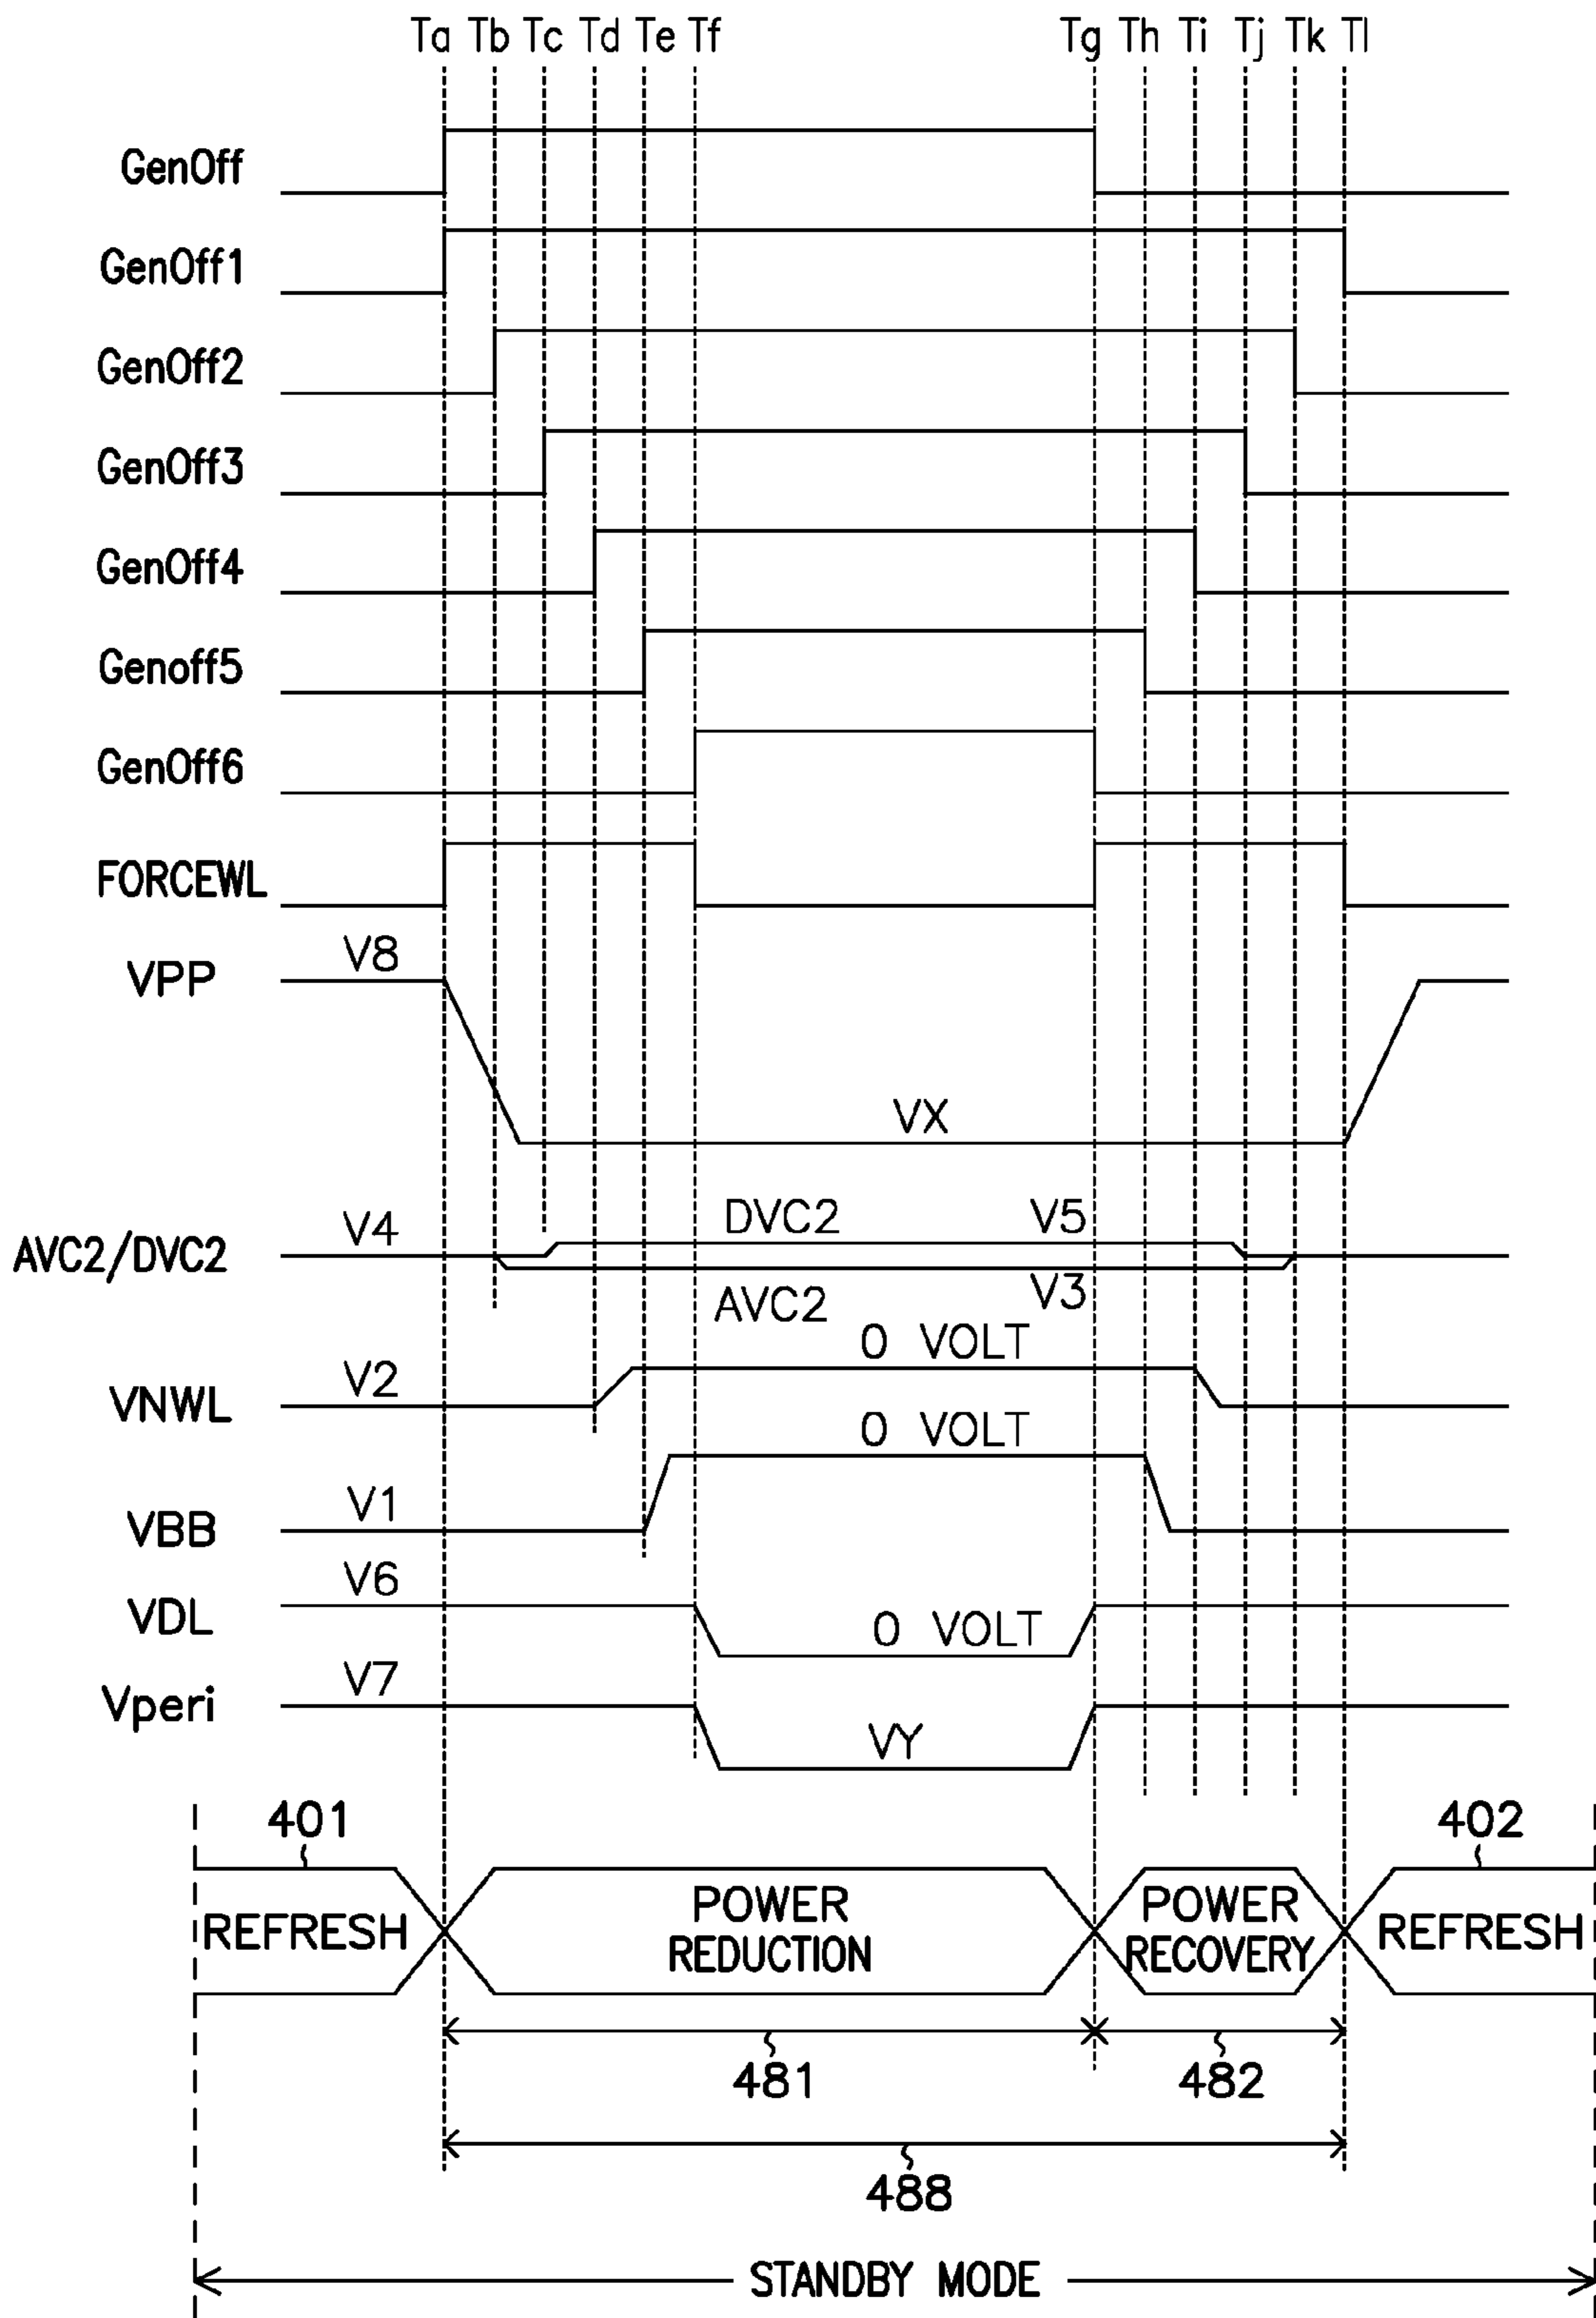 Ta Tb Tc Td Te Tf Tg Th Ti Tj Tk Tl
GenOff
GenOff1
GenOff2
GenOff3
GenOff4
Genoff5
GenOff6
FORCEWL
VPP V8
VX
AVC2/DVC2 V4 DVC2 V5
AVC2 V3
VNWL V2 0 VOLT
VBB V1 0 VOLT
VDL V6 0 VOLT
Vperi V7 VY
401 402
REFRESH POWER REDUCTION POWER RECOVERY REFRESH
481 482
488
STANDBY MODE